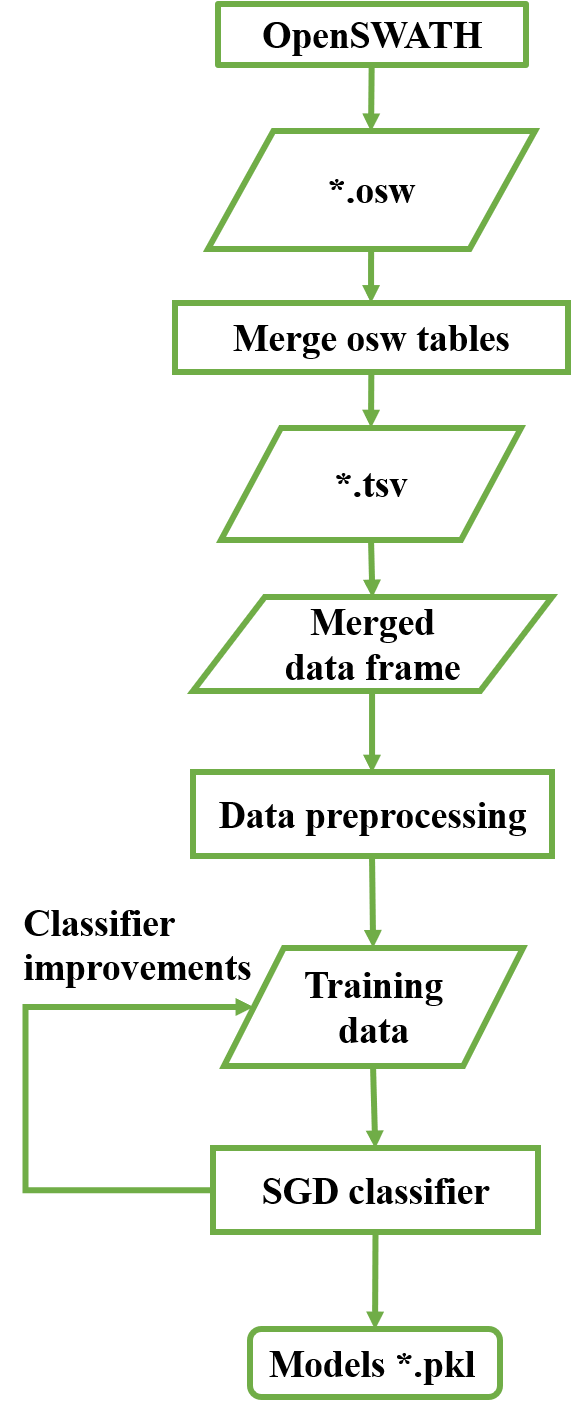 OpenSWATH
*.osw
Merge osw tables
*.tsv
Merged
data frame
Data preprocessing
Classifier
improvements
Training
data
SGD classifier
Models *.pkl